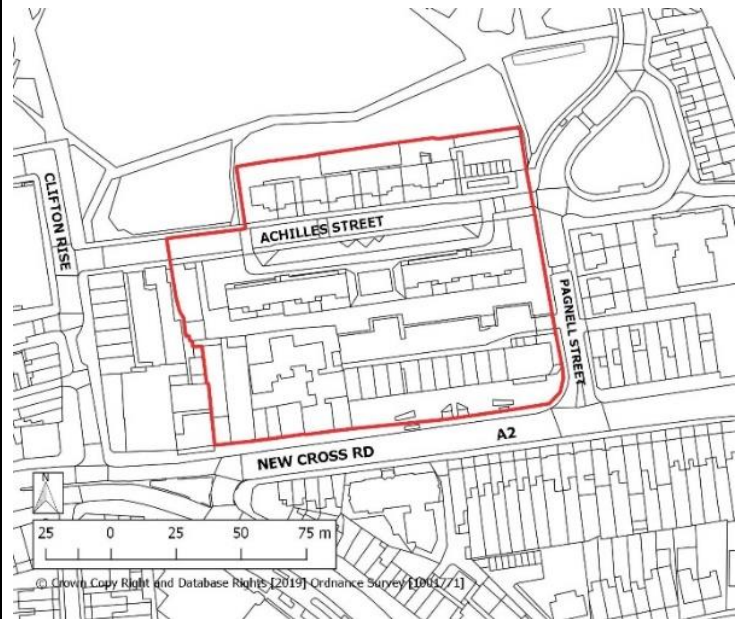 CLIFTON RISE
ACHILLES STREET
PAGNELL STREET
NEW CROSS RD
A2
N
25 0 25 50 75 m
© Crown Copy Right and Database Rights [2019] Ordnance Survey